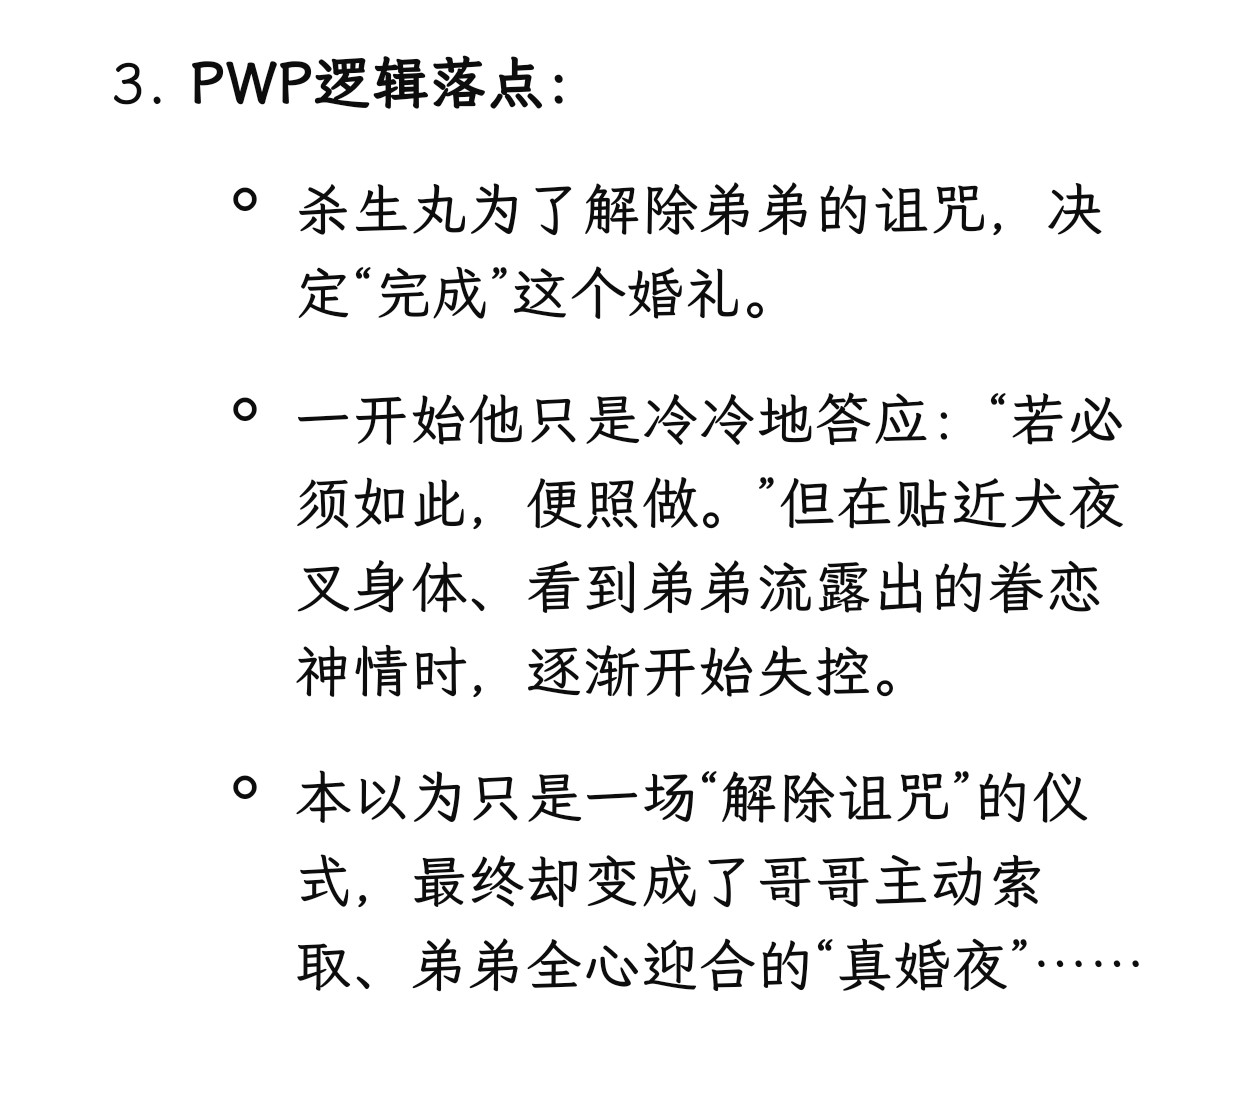 3. PWP逻辑落点：
杀生丸为了解除弟弟的诅咒，决
定“完成”这个婚礼。
一开始他只是冷冷地答应：“若必
须如此，便照做。”但在贴近犬夜
叉身体、看到弟弟流露出的眷恋
神情时，逐渐开始失控。
本以为只是一场“解除诅咒”的仪
式，最终却变成了哥哥主动索
取、弟弟全心迎合的“真婚夜”……